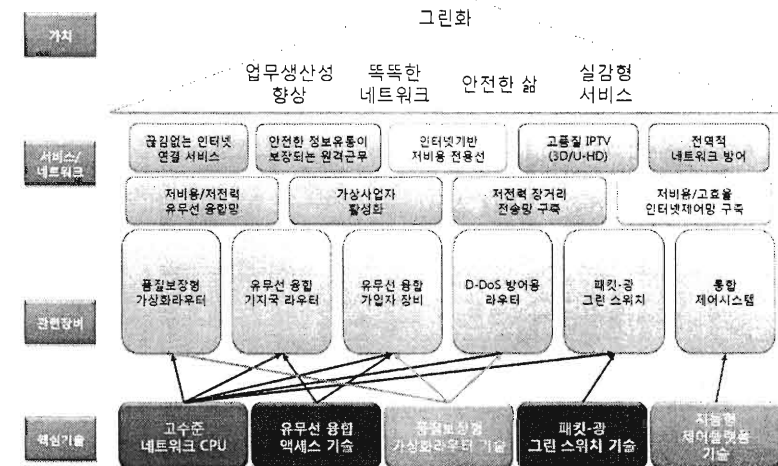 그린화
가치
업무생산성
향상
똑똑한
네트워크
안전한 삶
실감형
서비스
서비스/
네트워크
끊김없는 인터넷
연결 서비스
안전한 정보유통이
보장되는 원격근무
인터넷기반
저비용 전용선
고품질 IPTV
(3D/U-HD)
전역적
네트워크 방어
저비용/저전력
유무선 융합망
가상사업자
활성화
저전력 장거리
전송망 구축
저비용/고효율
인터넷제어망 구축
관련장비
품질보장형
가상화라우터
유무선 융합
기지국 라우터
유무선 융합
가입자 장비
D-DoS 방어용
라우터
패킷-광
그린 스위치
통합
제어시스템
핵심기술
고수준
네트워크 CPU
유무선 융합
액세스 기술
품질보장형
가상화라우터 기술
패킷-광
그린 스위치 기술
지능형
제어플랫폼
기술